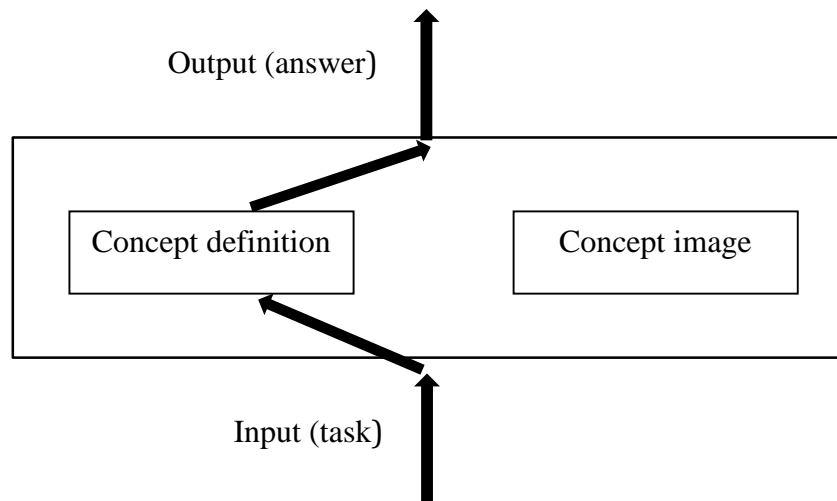 Output (answer)
Concept definition
Concept image
Input (task)